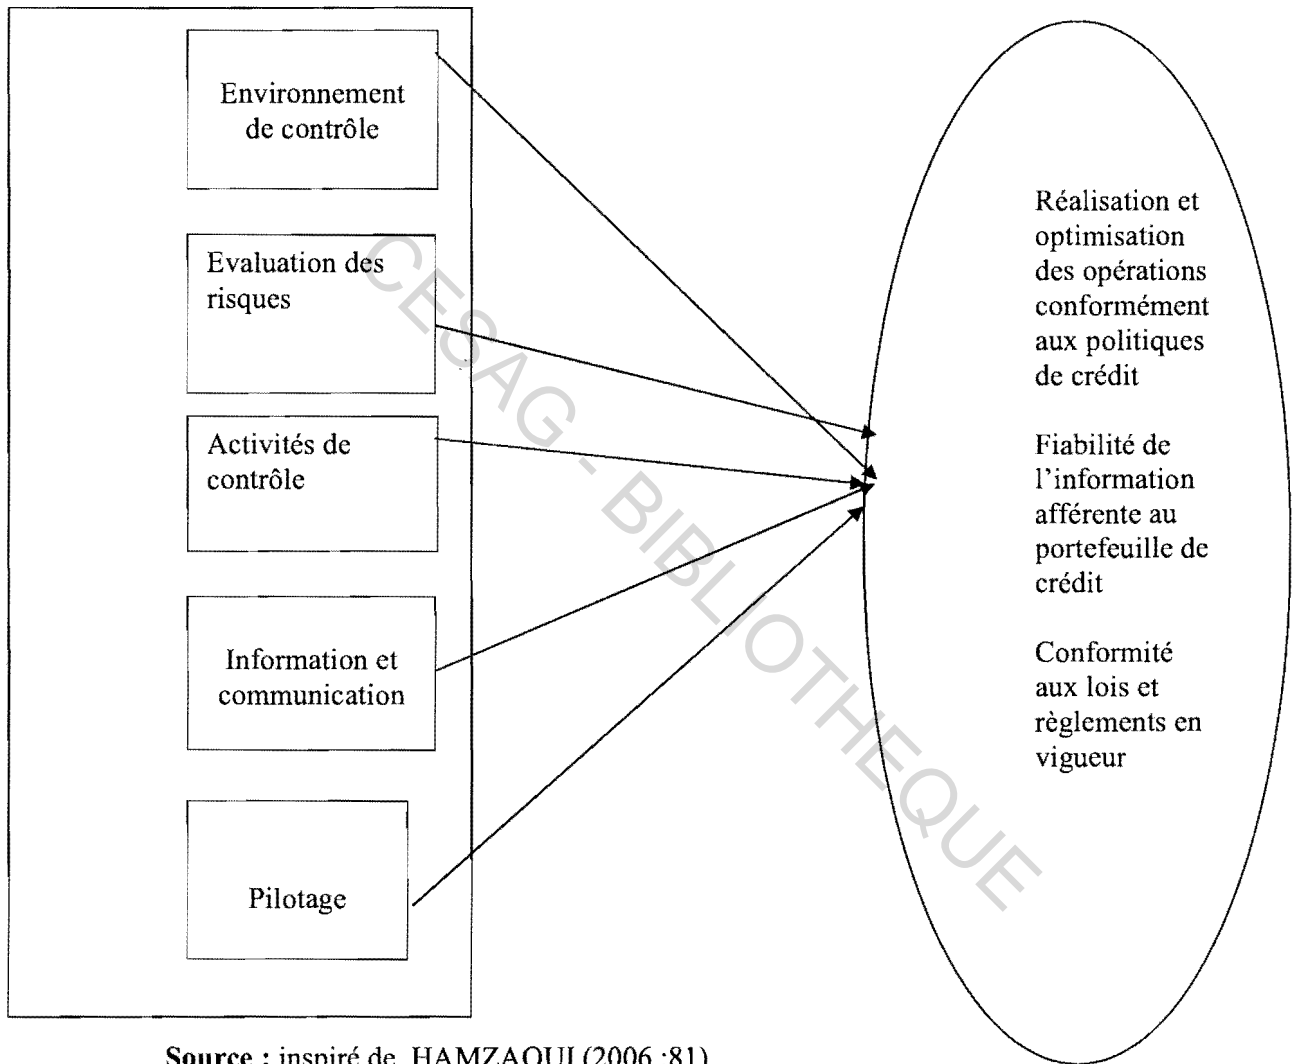 Environnement
de contrôle
Evaluation des
risques
Activités de
contrôle
Information et
communication
Pilotage
Réalisation et
optimisation
des opérations
conformément
aux politiques
de crédit
Fiabilité de
l'information
afférente au
portefeuille de
crédit
Conformité
aux lois et
règlements en
vigueur
CESAG - BIBLIOTHEQUE
Source : inspiré de HAMZAOUI (2006 :81)